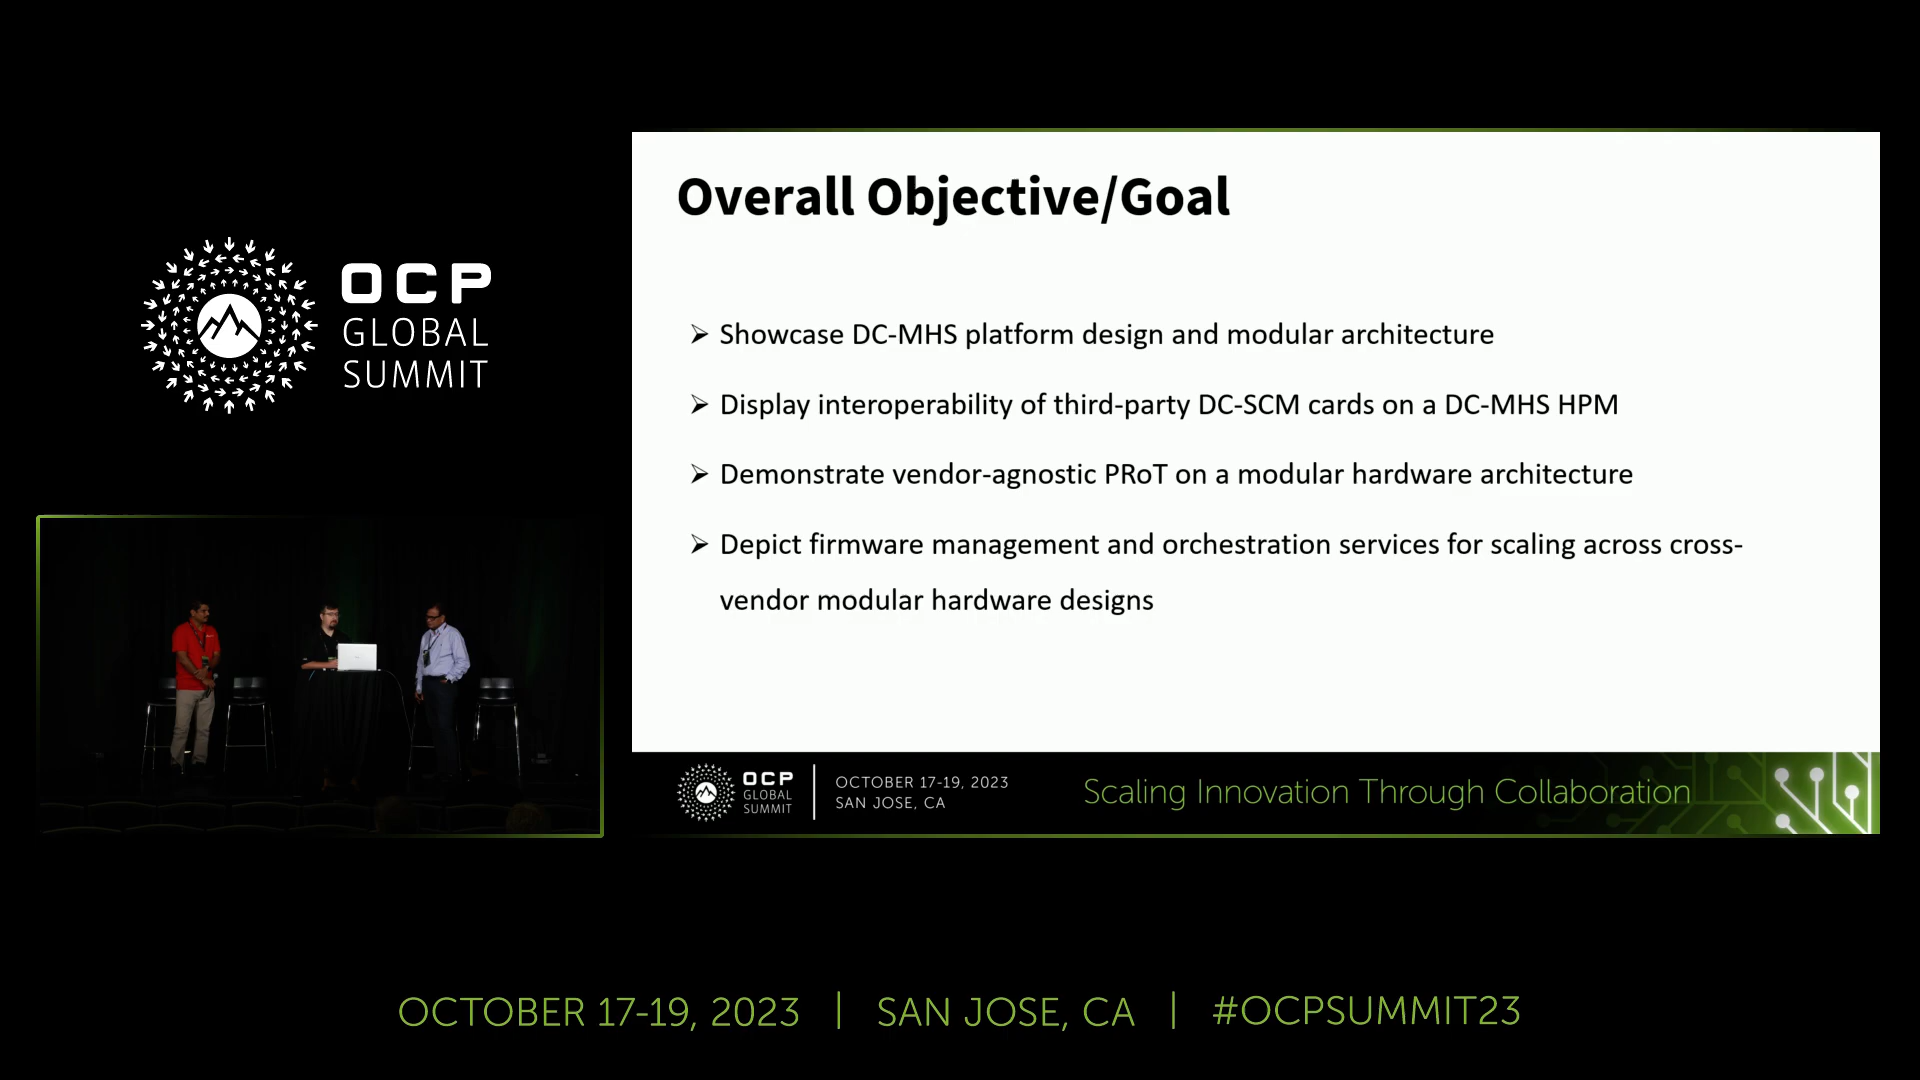 OCP
GLOBAL
SUMMIT
Overall Objective/Goal
➢ Showcase DC-MHS platform design and modular architecture
➢ Display interoperability of third-party DC-SCM cards on a DC-MHS HPM
➢ Demonstrate vendor-agnostic PRoT on a modular hardware architecture
➢ Depict firmware management and orchestration services for scaling across cross-
vendor modular hardware designs
OCP
GLOBAL
SUMMIT
OCTOBER 17-19, 2023
SAN JOSE, CA
Scaling Innovation Through Collaboration
OCTOBER 17-19, 2023 | SAN JOSE, CA | #OCPSUMMIT23